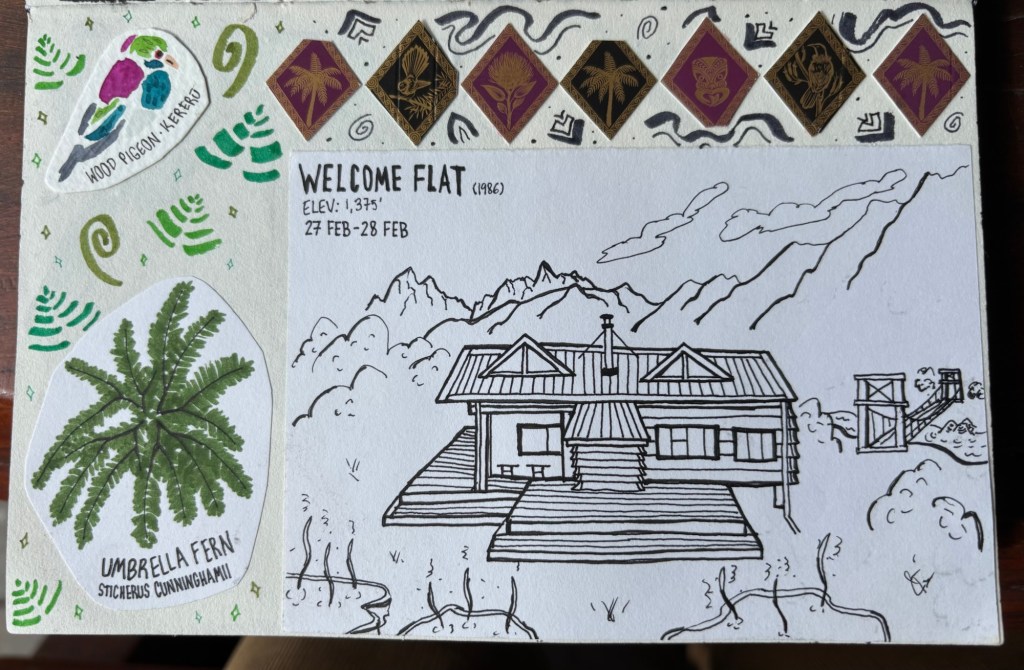 WOOD PIGEON · KERERŪ
WELCOME FLAT (1986)
ELEV: 1,375'
27 FEB-28 FEB
UMBRELLA FERN
STICHERUS CUNNINGHAMII